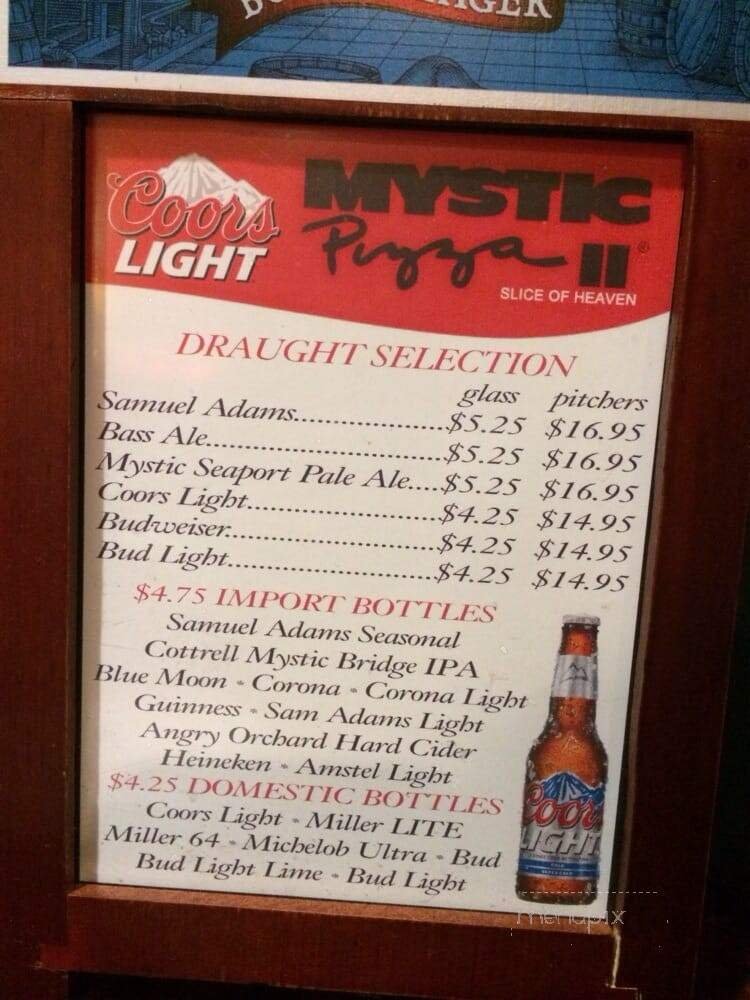 Coors
LIGHT
MYSTIC
Pizza II ®
SLICE OF HEAVEN
DRAUGHT SELECTION
glass pitchers
Samuel Adams.......................$5.25 $16.95
Bass Ale....................................$5.25 $16.95
Mystic Seaport Pale Ale....$5.25 $16.95
Coors Light.............................$4.25 $14.95
Budweiser................................$4.25 $14.95
Bud Light...............................$4.25 $14.95
$4.75 IMPORT BOTTLES
Samuel Adams Seasonal
Cottrell Mystic Bridge IPA
Blue Moon • Corona • Corona Light
Guinness • Sam Adams Light
Angry Orchard Hard Cider
Heineken • Amstel Light
$4.25 DOMESTIC BOTTLES
Coors Light • Miller LITE
Miller 64 • Michelob Ultra • Bud
Bud Light Lime • Bud Light
Coors
LIGHT
menupix